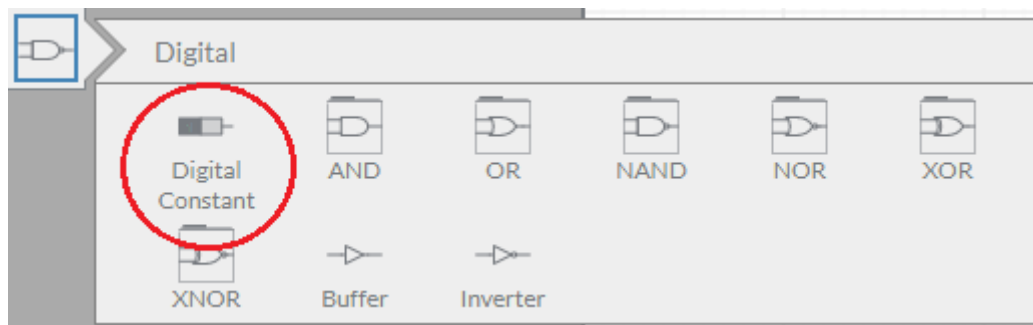 Digital
Digital
Constant
AND
OR
NAND
NOR
XOR
XNOR
Buffer
Inverter